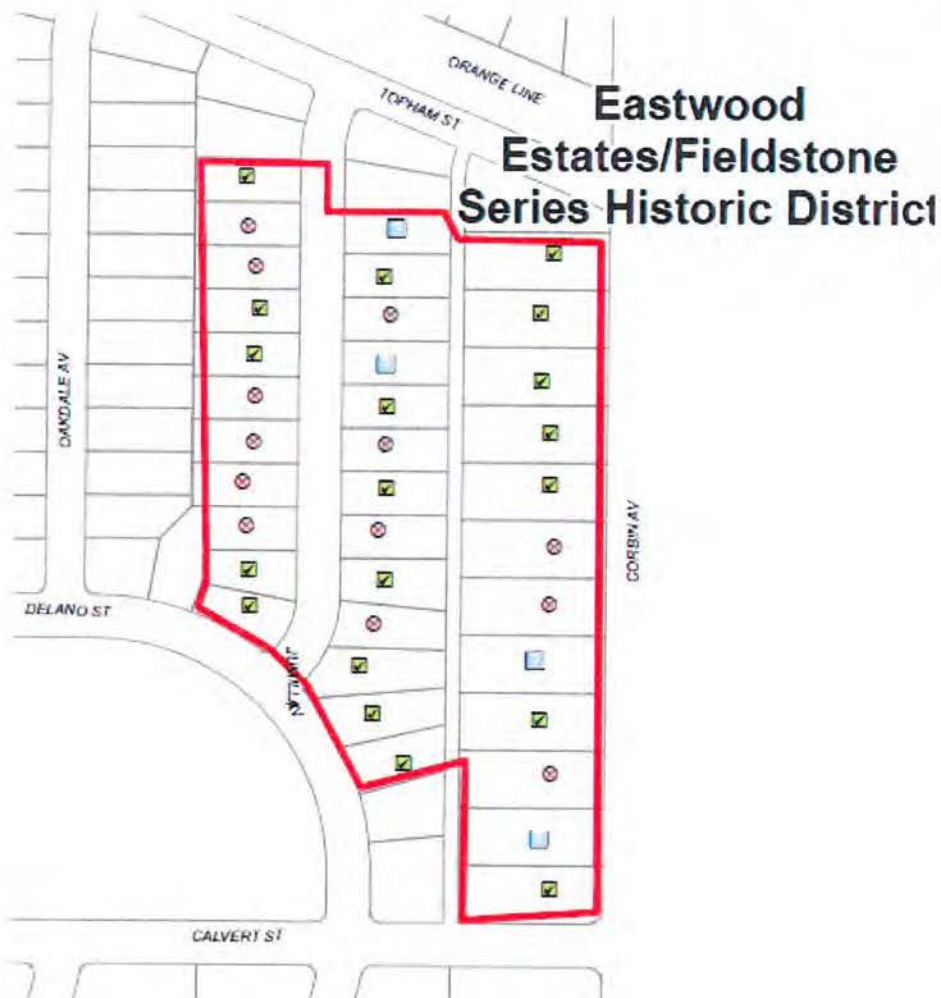 ORANGE LINE
TOPHAM ST
Eastwood
Estates/Fieldstone
Series Historic District
OAKDALE AV
CORBIN AV
DELANO ST
CALVERT ST